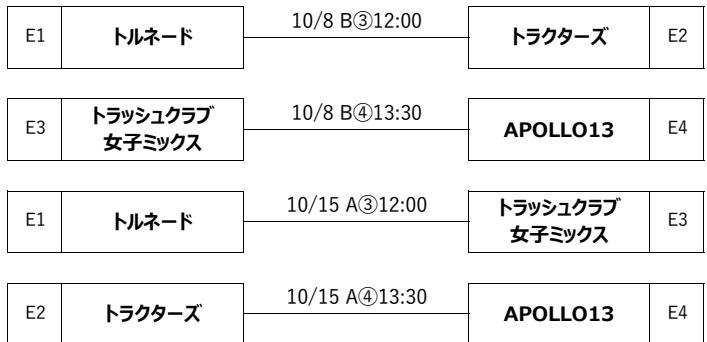 E1 トルネード 10/8 B③12:00 トラクターズ E2
E3 トラッシュクラブ
女子ミックス 10/8 B④13:30 APOLLO13 E4
E1 トルネード 10/15 A③12:00 トラッシュクラブ
女子ミックス E3
E2 トラクターズ 10/15 A④13:30 APOLLO13 E4